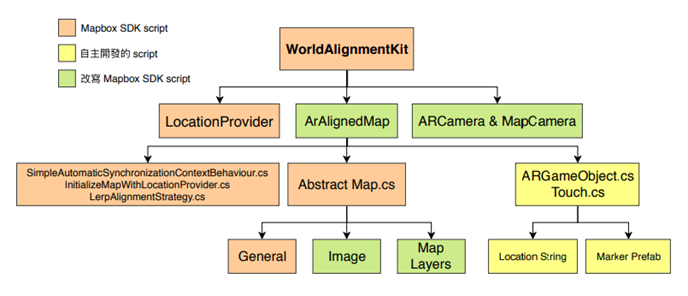 Mapbox SDK script
自主開發的 script
改寫 Mapbox SDK script
WorldAlignmentKit
LocationProvider
ArAlignedMap
ARCamera & MapCamera
SimpleAutomaticSynchronizationContextBehaviour.cs
InitializeMapWithLocationProvider.cs
LerpAlignmentStrategy.cs
Abstract Map.cs
ARGameObject.cs
Touch.cs
General
Image
Map
Layers
Location String
Marker Prefab